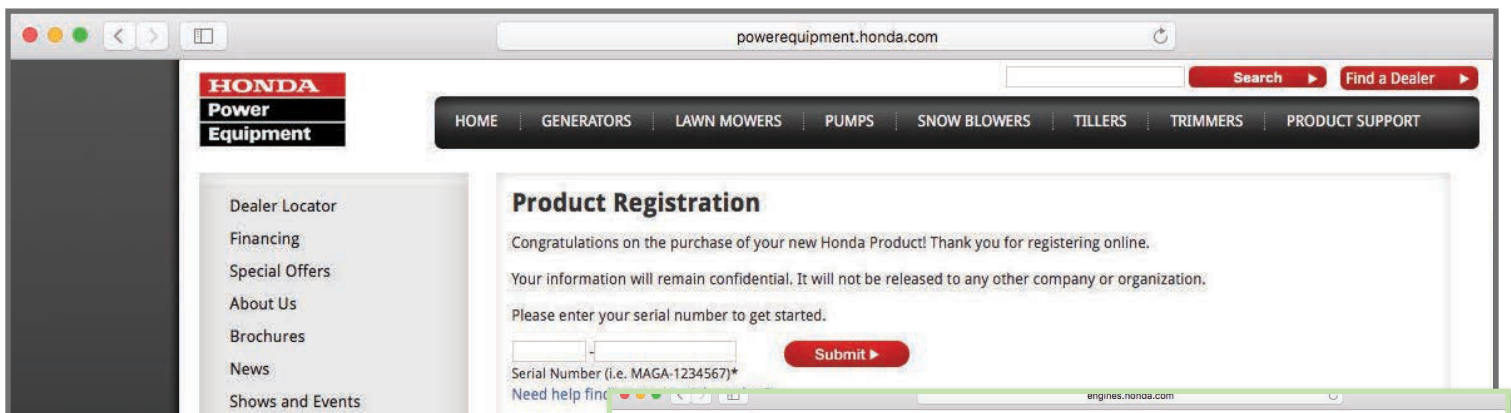 powerequipment.honda.com
HONDA
Power
Equipment
Search
Find a Dealer
HOME GENERATORS LAWN MOWERS PUMPS SNOW BLOWERS TILLERS TRIMMERS PRODUCT SUPPORT
Dealer Locator
Financing
Special Offers
About Us
Brochures
News
Shows and Events
Product Registration
Congratulations on the purchase of your new Honda Product! Thank you for registering online.
Your information will remain confidential. It will not be released to any other company or organization.
Please enter your serial number to get started.
-
Submit
Serial Number (i.e. MAGA-1234567)*
Need help
engines.honda.com